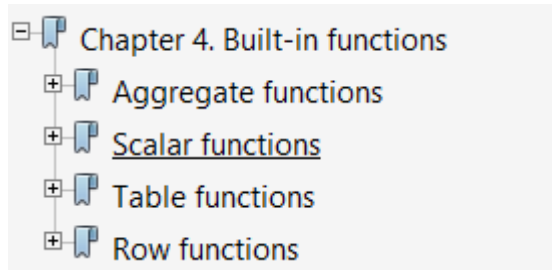 Chapter 4. Built-in functions
Aggregate functions
Scalar functions
Table functions
Row functions